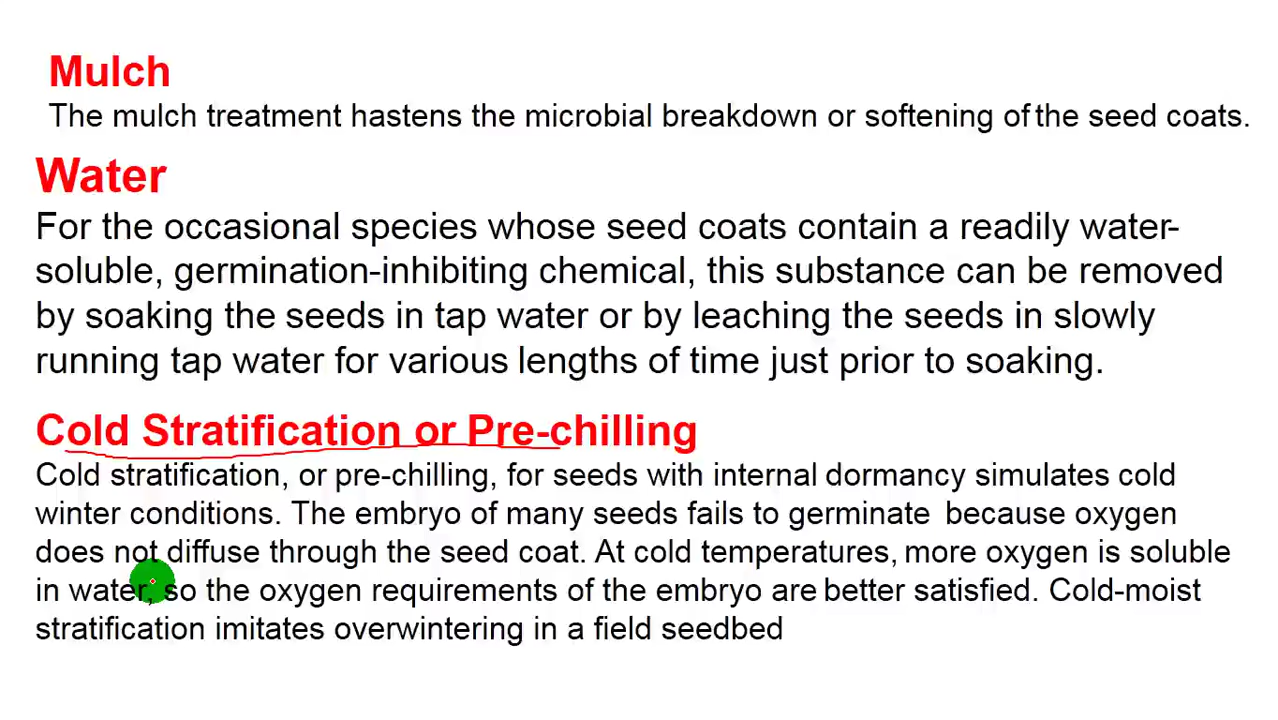 Mulch
The mulch treatment hastens the microbial breakdown or softening of the seed coats.
Water
For the occasional species whose seed coats contain a readily water-
soluble, germination-inhibiting chemical, this substance can be removed
by soaking the seeds in tap water or by leaching the seeds in slowly
running tap water for various lengths of time just prior to soaking.
Cold Stratification or Pre-chilling
Cold stratification, or pre-chilling, for seeds with internal dormancy simulates cold
winter conditions. The embryo of many seeds fails to germinate because oxygen
does not diffuse through the seed coat. At cold temperatures, more oxygen is soluble
in water, so the oxygen requirements of the embryo are better satisfied. Cold-moist
stratification imitates overwintering in a field seedbed